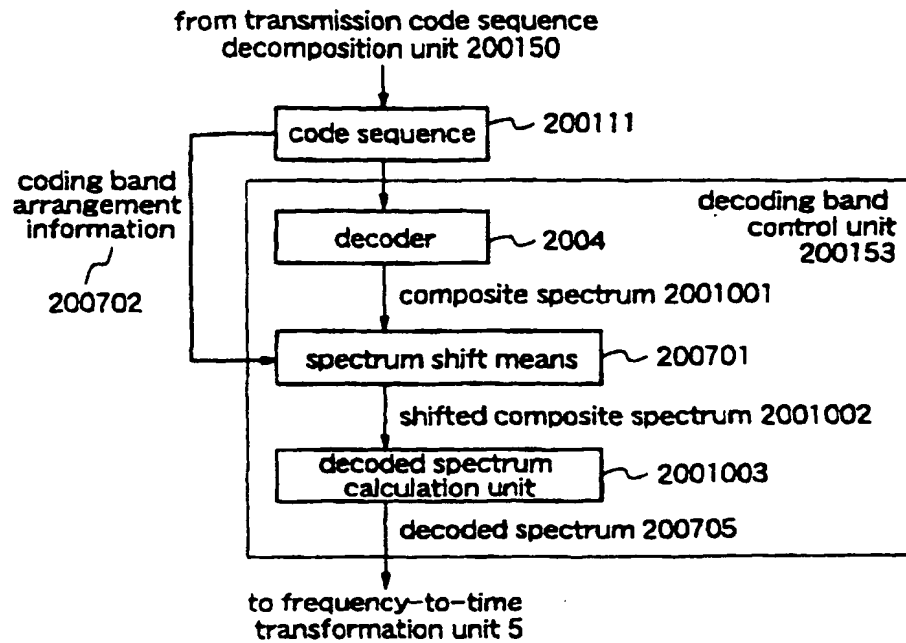 from transmission code sequence
decomposition unit 200150
code sequence
200111
coding band
arrangement
information
200702
decoding band
control unit
200153
decoder
2004
composite spectrum 2001001
spectrum shift means
200701
shifted composite spectrum 2001002
decoded spectrum
calculation unit
2001003
decoded spectrum 200705
to frequency-to-time
transformation unit 5